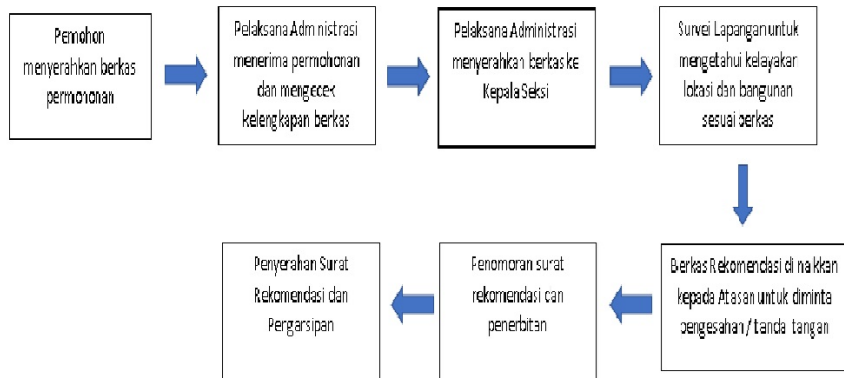 Pemohon
menyerahkan berkas
permohonan
Pelaksana Administrasi
menerima permohonan
dan mengecek
kelengkapan berkas
Pelaksana Administrasi
menyerahkan berkas ke
Kepala Seksi
Survei Lapangan untuk
mengetahui kelayakan
lokasi dan bangunan
sesuai berkas
Berkas Rekomendasi di naikkan
kepada Atasan untuk diminta
pengesahan / tanda tangan
Penomoran surat
rekomendasi dan
penerbitan
Penyerahan Surat
Rekomendasi dan
Pengarsipan